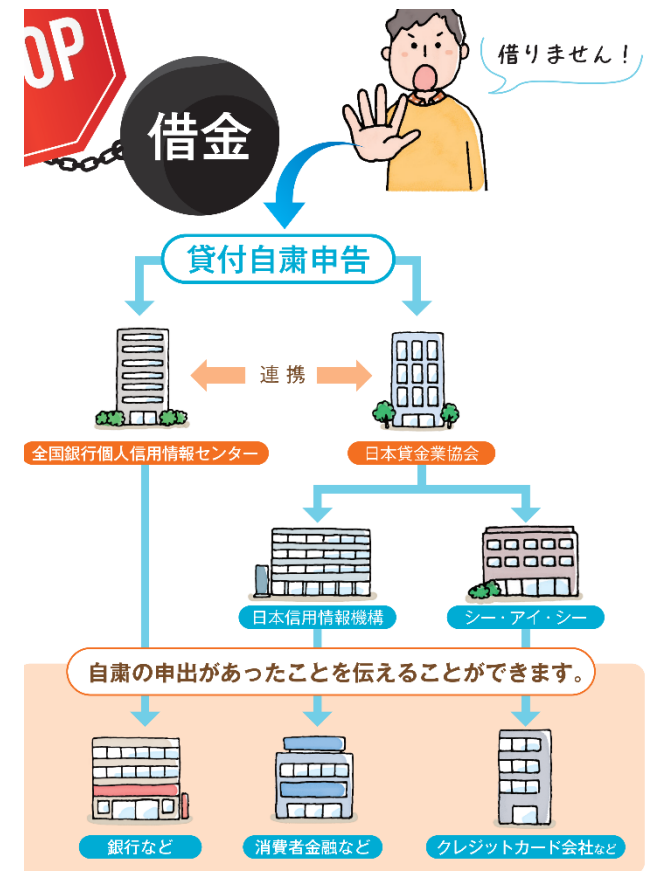 OP
借りません！
借金
貸付自粛申告
連携
全国銀行個人信用情報センター
日本貸金業協会
日本信用情報機構
シー・アイ・シー
自粛の申出があったことを伝えることができます。
銀行など
消費者金融など
クレジットカード会社など